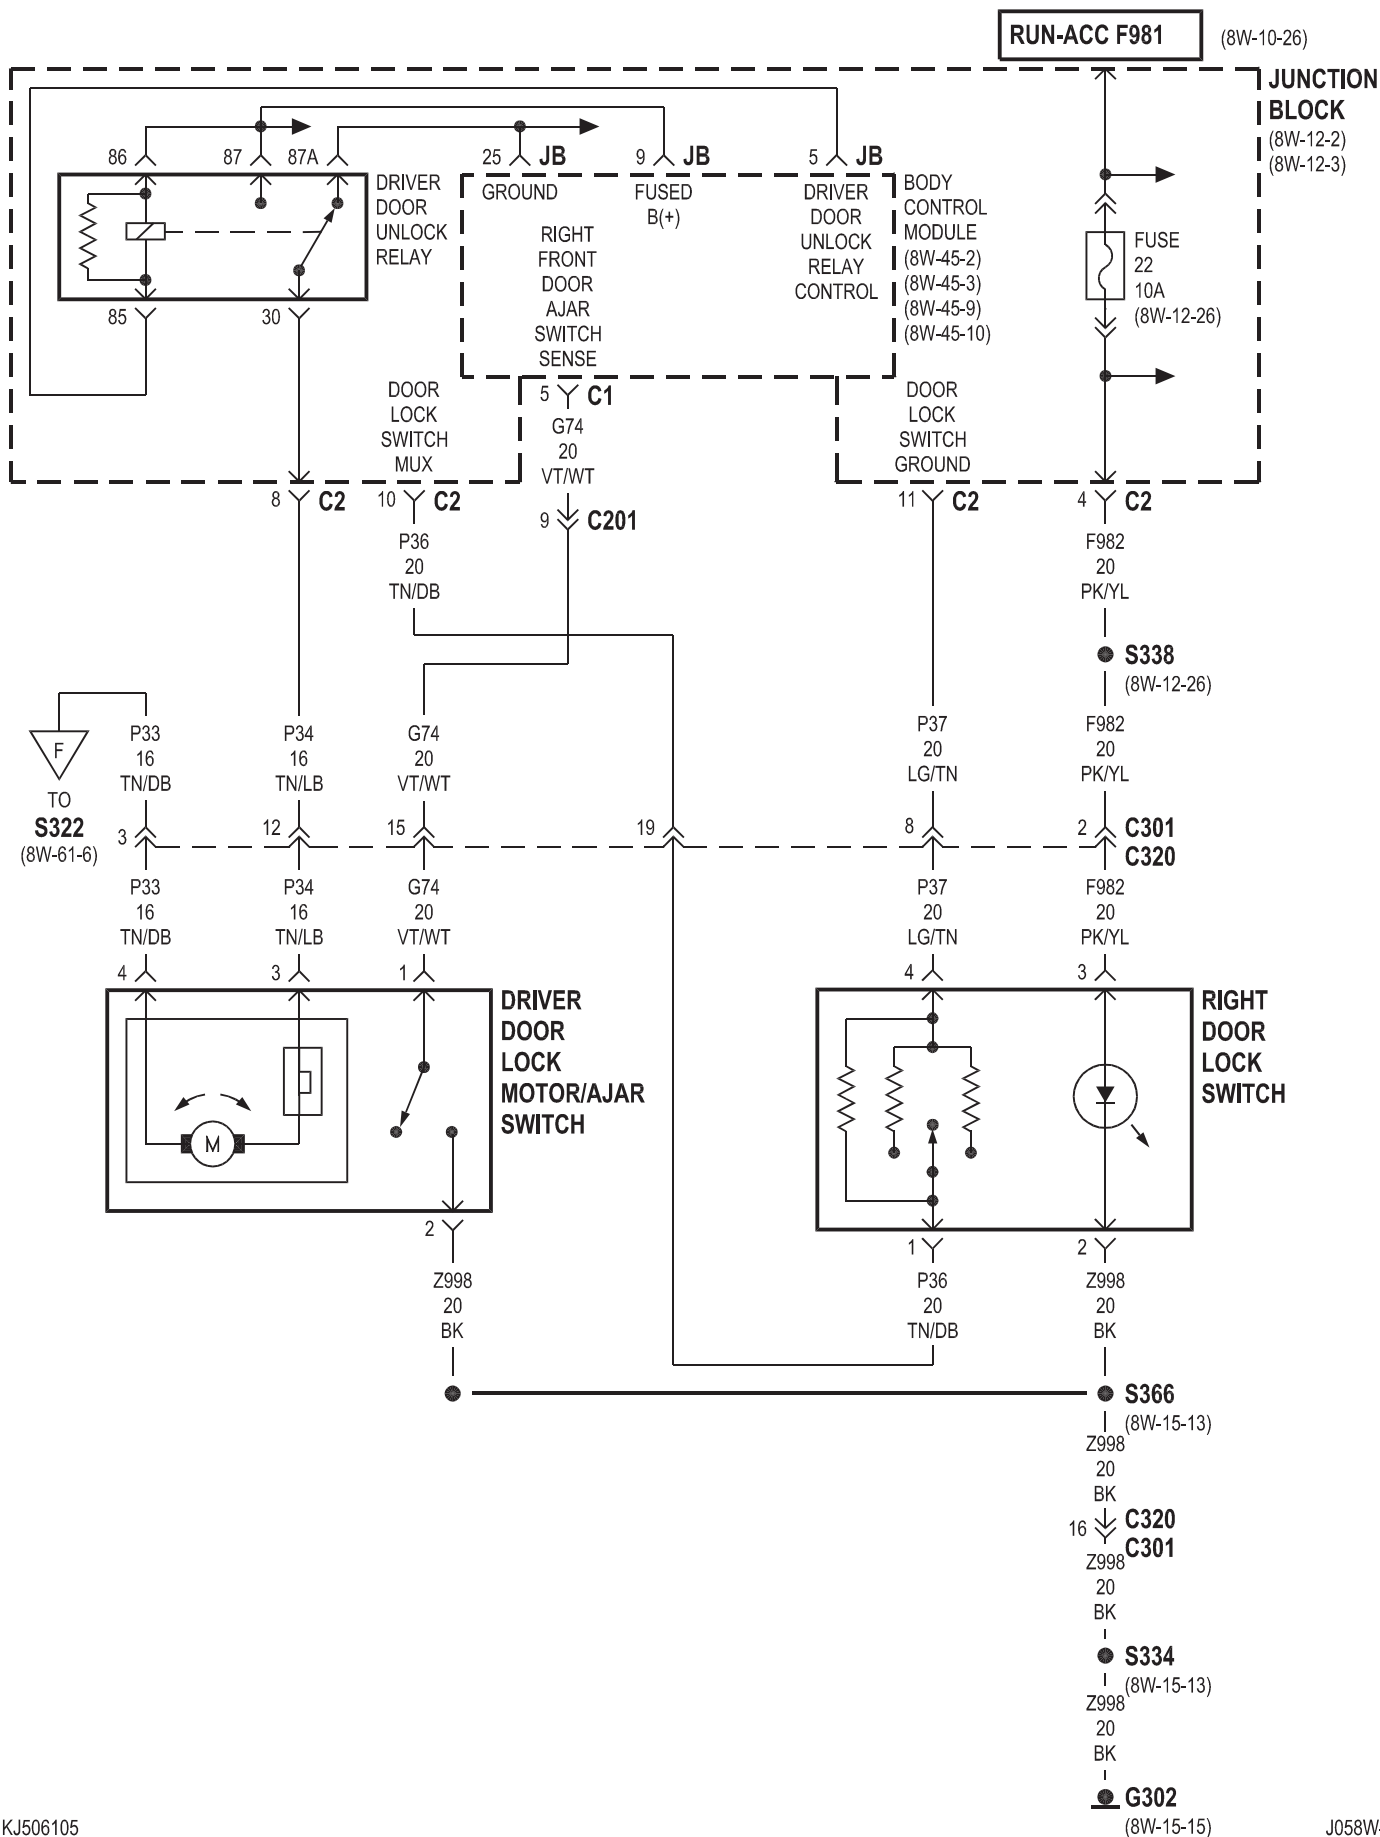 RUN-ACC F981
(8W-10-26)
JUNCTION
BLOCK
(8W-12-2)
(8W-12-3)
86
87
87A
25
JB
9
JB
5
JB
DRIVER
DOOR
UNLOCK
RELAY
GROUND
FUSED
B(+)
DRIVER
DOOR
UNLOCK
RELAY
CONTROL
RIGHT
FRONT
DOOR
AJAR
SWITCH
SENSE
BODY
CONTROL
MODULE
(8W-45-2)
(8W-45-3)
(8W-45-9)
(8W-45-10)
FUSE
22
10A
(8W-12-26)
85
30
DOOR
LOCK
SWITCH
MUX
5
C1
G74
20
VT/WT
DOOR
LOCK
SWITCH
GROUND
8
C2
10
C2
9
C201
11
C2
4
C2
P36
20
TN/DB
F982
20
PK/YL
S338
(8W-12-26)
F
TO
S322
(8W-61-6)
P33
16
TN/DB
P34
16
TN/LB
G74
20
VT/WT
P37
20
LG/TN
F982
20
PK/YL
3
12
15
19
8
2
C301
C320
P33
16
TN/DB
P34
16
TN/LB
G74
20
VT/WT
P37
20
LG/TN
F982
20
PK/YL
4
3
1
4
3
DRIVER
DOOR
LOCK
MOTOR/AJAR
SWITCH
M
RIGHT
DOOR
LOCK
SWITCH
2
1
2
Z998
20
BK
P36
20
TN/DB
Z998
20
BK
S366
(8W-15-13)
Z998
20
BK
16
C320
C301
Z998
20
BK
S334
(8W-15-13)
Z998
20
BK
G302
(8W-15-15)
KJ506105
J058W-